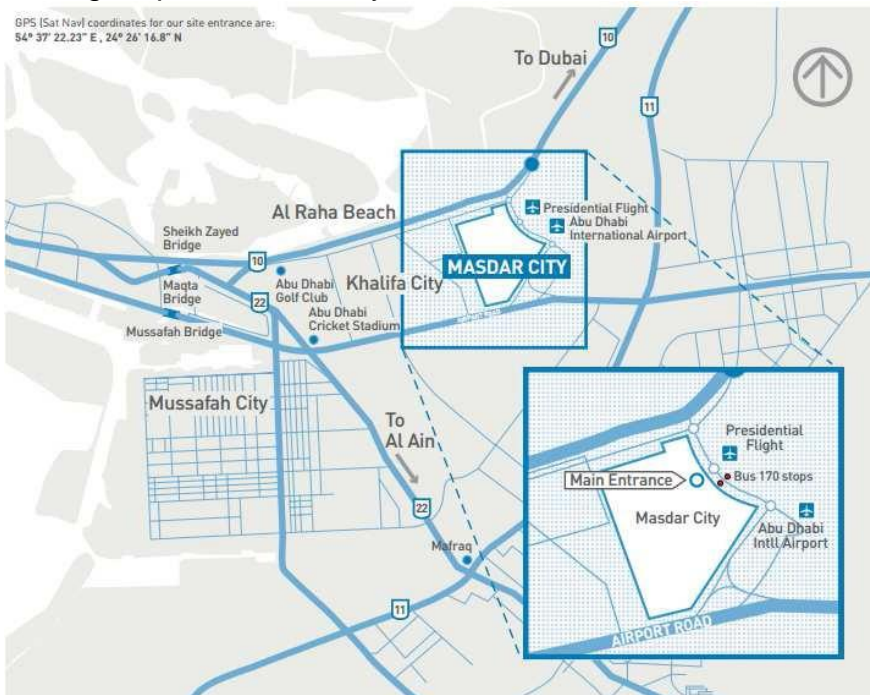 GPS (Sat Nav) coordinates for our site entrance are:
54° 37' 22.23" E , 24° 26' 16.8" N
10
To Dubai
11
Al Raha Beach
Presidential Flight
Abu Dhabi
International Airport
Sheikh Zayed
Bridge
10
MASDAR CITY
Khalifa City
Abu Dhabi
Golf Club
Maqta
Bridge
22
Abu Dhabi
Cricket Stadium
AIRPORT ROAD
Mussafah Bridge
Mussafah City
To
Al Ain
22
Mafraq
11
Presidential
Flight
Bus 170 stops
Main Entrance
Masdar City
Abu Dhabi
Intll Airport
AIRPORT ROAD